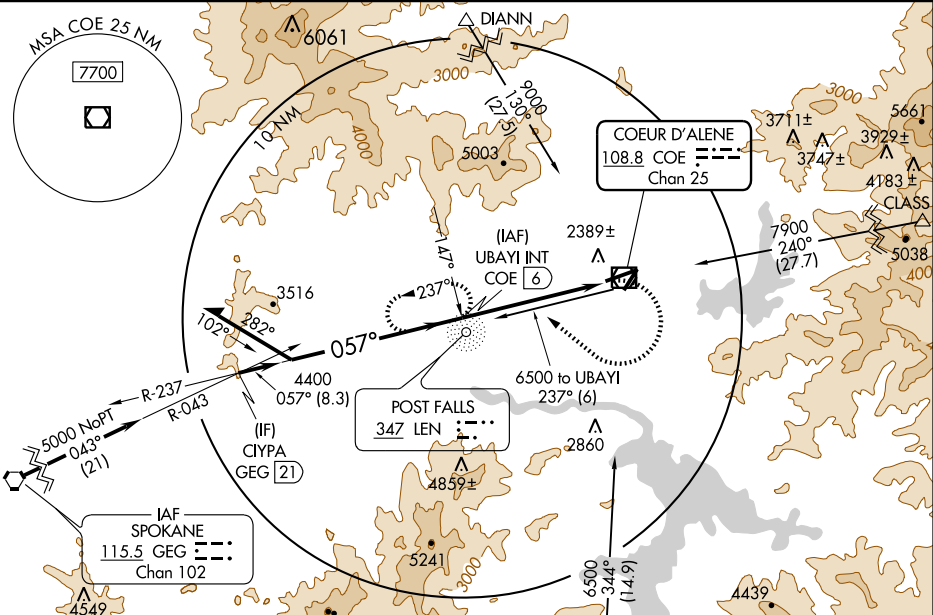 MSA COE 25 NM
7700
6061
DIANN
3000
4000
10 NM
9000
130°
(27.5)
5003
COEUR D'ALENE
108.8 COE
Chan 25
3711±
3747±
3000
5661
3929±
4183±
CLASS
5038
4000
7900
240°
(27.7)
147°
(IAF)
UBAYI INT
COE 6
2389±
237°
3516
282°
102°
057°
4400
057° (8.3)
6500 to UBAYI
237° (6)
R-237
R-043
5000 NoPT
043°
(21)
(IF)
CIYPA
GEG 21
POST FALLS
347 LEN
2860
4859±
IAF
SPOKANE
115.5 GEG
Chan 102
5241
3000
4549
6500
344°
(14.9)
4439